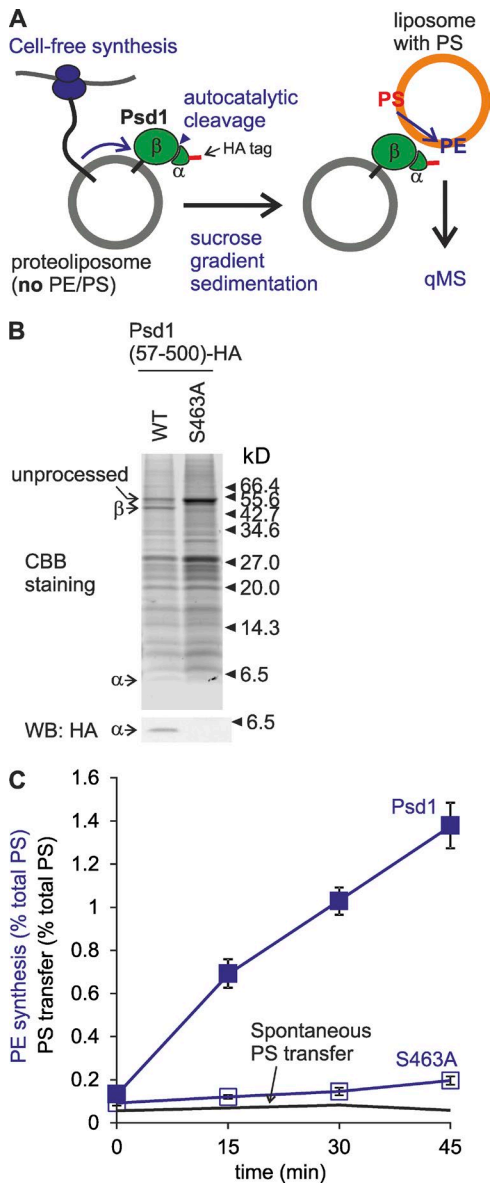 A
Cell-free synthesis
liposome
with PS
Psd1
autocatalytic
cleavage
β
HA tag
α
PS
PE
β
α
proteoliposome
(no PE/PS)
sucrose
gradient
sedimentation
qMS
B
Psd1
(57-500)-HA
WT
S463A
kD
unprocessed
66.4
55.6
β
42.7
34.6
CBB
staining
27.0
20.0
14.3
α
6.5
WB: HA
α
6.5
C
1.6
1.4
1.2
1
0.8
0.6
0.4
0.2
0
PE synthesis (% total PS)
PS transfer (% total PS)
Psd1
Spontaneous
PS transfer
S463A
0
15
30
45
time (min)